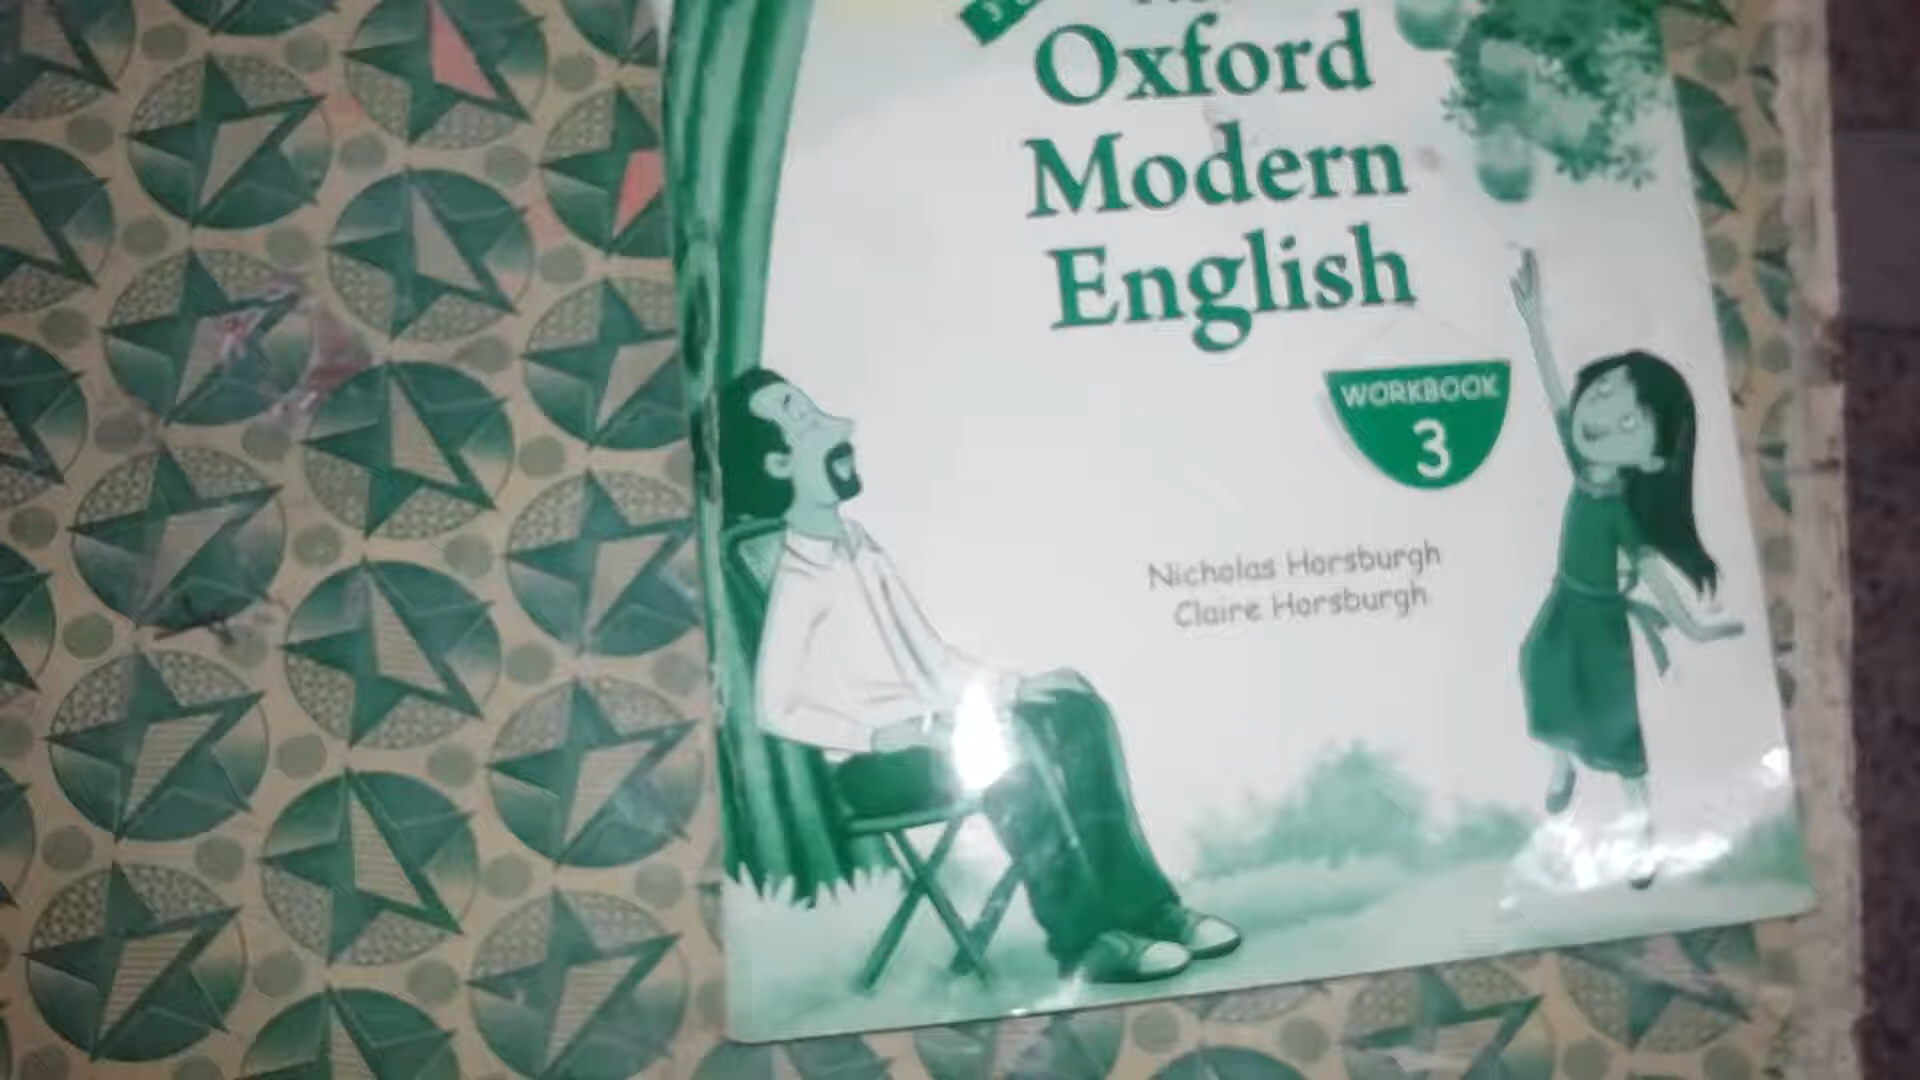 Oxford
Modern
English
WORKBOOK
3
Nicholas Horsburgh
Claire Horsburgh